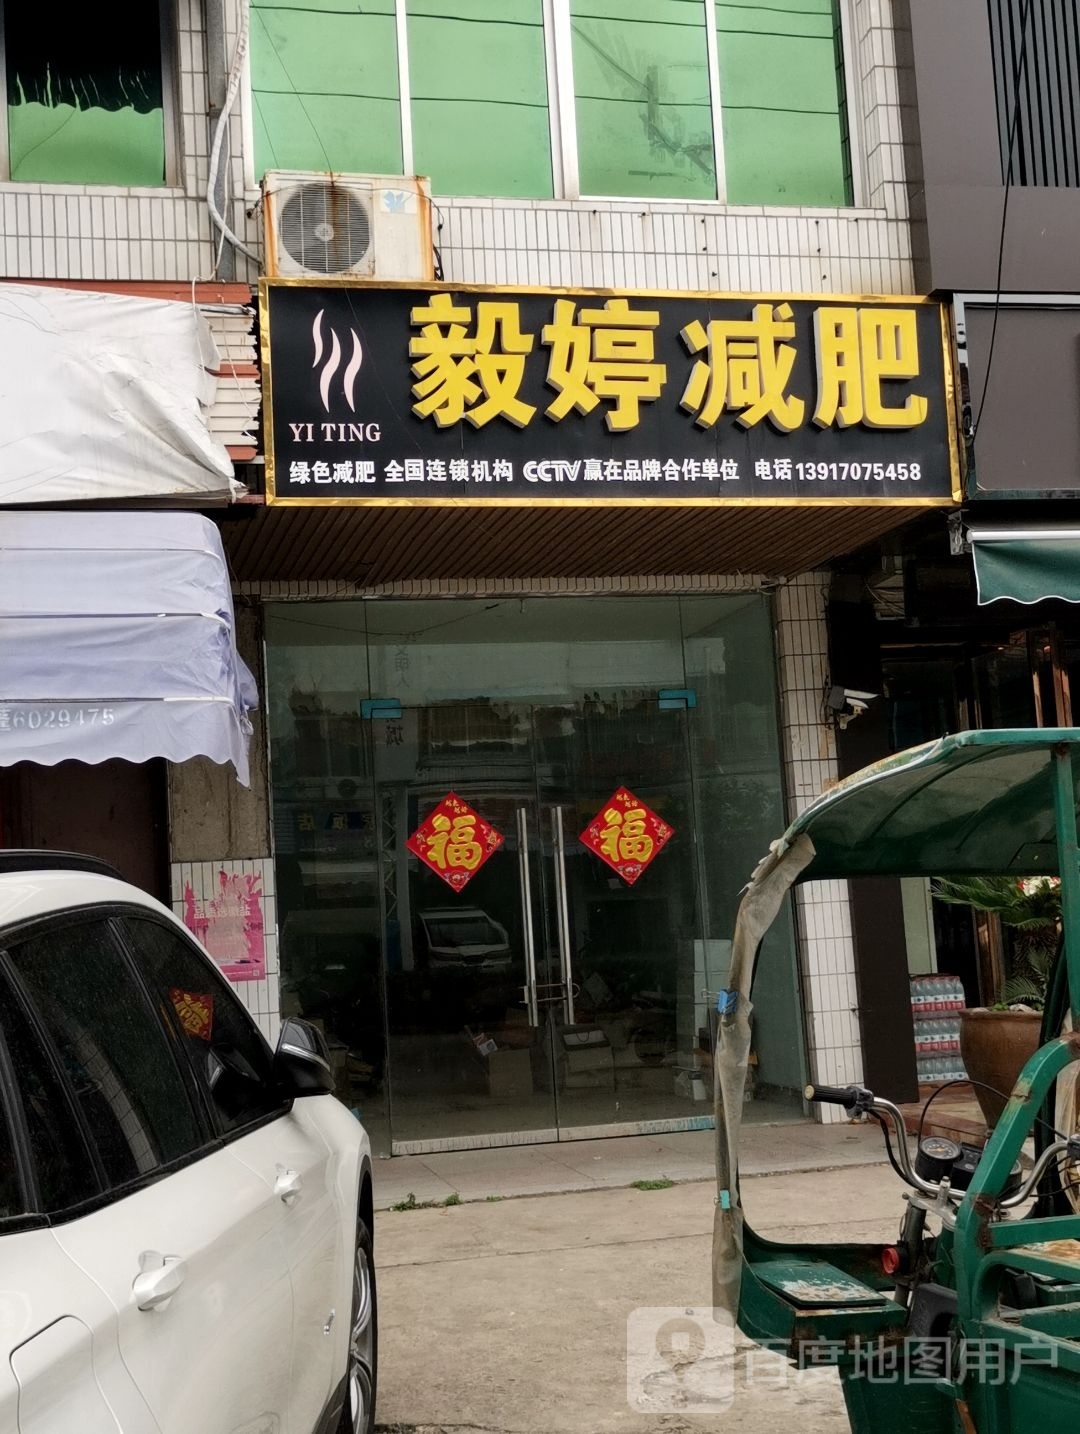 毅婷减肥
YI TING
绿色减肥 全国连锁机构 CCTV赢在品牌合作单位 电话13917075458
6029475
福
福
百度地图用户